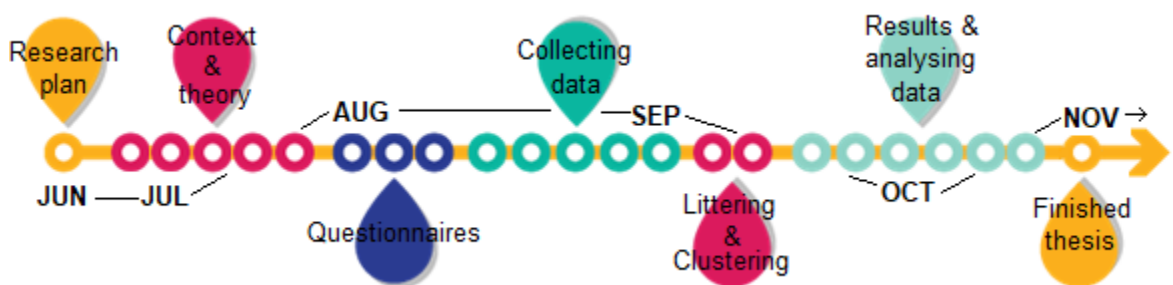 Research
plan
Context
&
theory
Collecting
data
Results &
analysing
data
AUG
SEP
NOV →
JUN
JUL
OCT
Questionnaires
Littering
&
Clustering
Finished
thesis